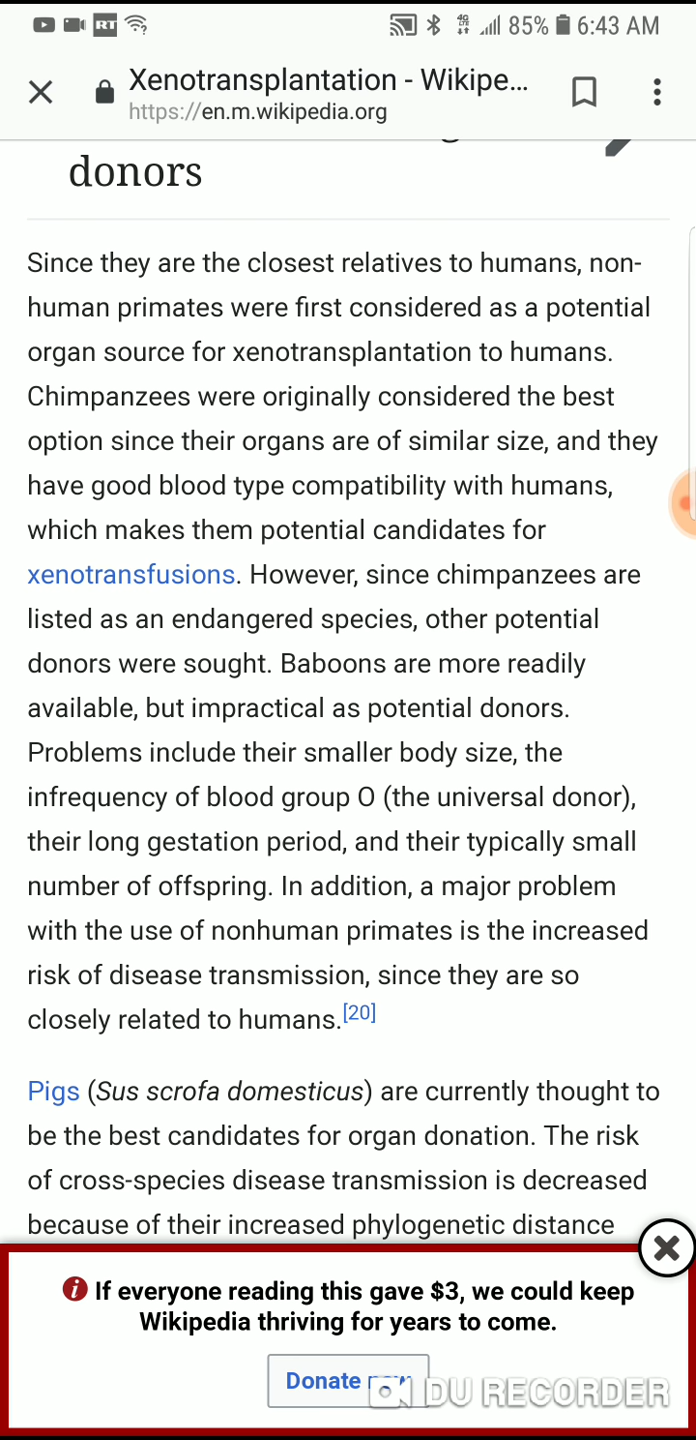 RT
4G
LTE
85%
6:43 AM
Xenotransplantation - Wikipe...
https://en.m.wikipedia.org
donors
Since they are the closest relatives to humans, non-
human primates were first considered as a potential
organ source for xenotransplantation to humans.
Chimpanzees were originally considered the best
option since their organs are of similar size, and they
have good blood type compatibility with humans,
which makes them potential candidates for
xenotransfusions. However, since chimpanzees are
listed as an endangered species, other potential
donors were sought. Baboons are more readily
available, but impractical as potential donors.
Problems include their smaller body size, the
infrequency of blood group O (the universal donor),
their long gestation period, and their typically small
number of offspring. In addition, a major problem
with the use of nonhuman primates is the increased
risk of disease transmission, since they are so
closely related to humans.[20]
Pigs (Sus scrofa domesticus) are currently thought to
be the best candidates for organ donation. The risk
of cross-species disease transmission is decreased
because of their increased phylogenetic distance
If everyone reading this gave $3, we could keep
Wikipedia thriving for years to come.
Donate
DU RECORDER